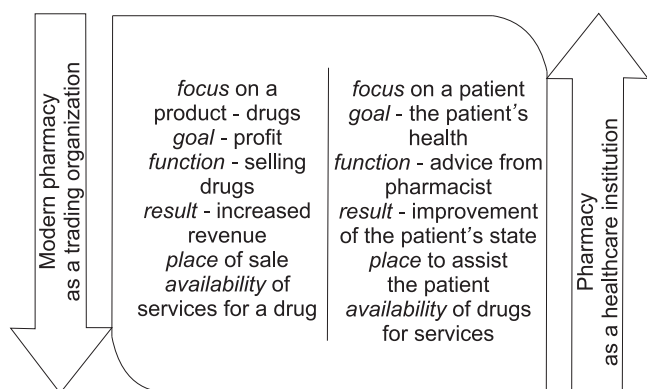 Modern pharmacy
as a trading organization
focus on a
product - drugs
goal - profit
function - selling
drugs
result - increased
revenue
place of sale
availability of
services for a drug
focus on a patient
goal - the patient's
health
function - advice from
pharmacist
result - improvement
of the patient's state
place to assist
the patient
availability of drugs
for services
Pharmacy
as a healthcare institution